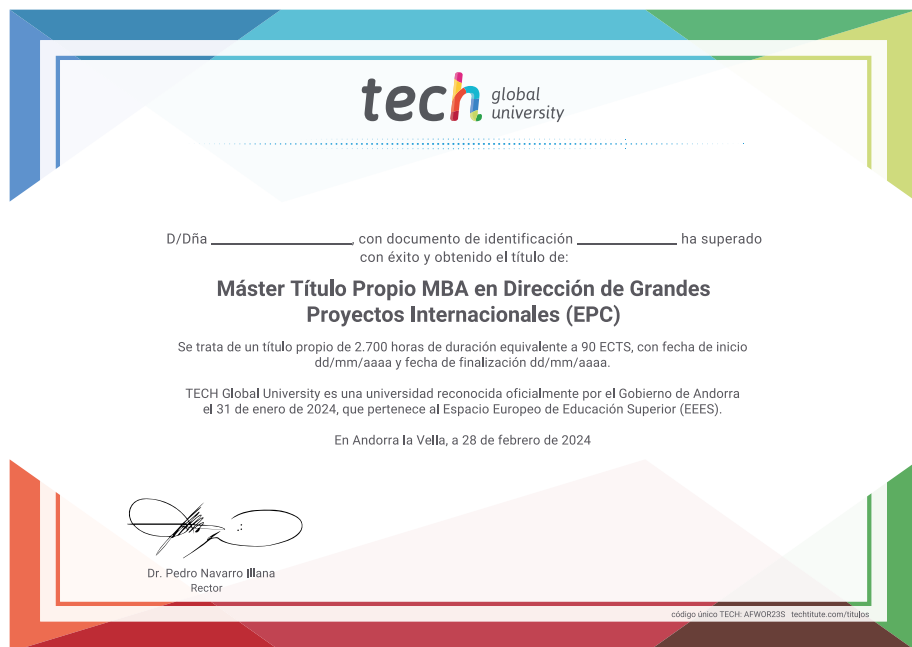 tech global university
D/Dña ________________, con documento de identificación ____________ ha superado
con éxito y obtenido el título de:
Máster Título Propio MBA en Dirección de Grandes
Proyectos Internacionales (EPC)
Se trata de un título propio de 2.700 horas de duración equivalente a 90 ECTS, con fecha de inicio
dd/mm/aaaa y fecha de finalización dd/mm/aaaa.
TECH Global University es una universidad reconocida oficialmente por el Gobierno de Andorra
el 31 de enero de 2024, que pertenece al Espacio Europeo de Educación Superior (EEES).
En Andorra la Vella, a 28 de febrero de 2024
Dr. Pedro Navarro Illana
Rector
código único TECH: AFWOR23S techtitute.com/titulos